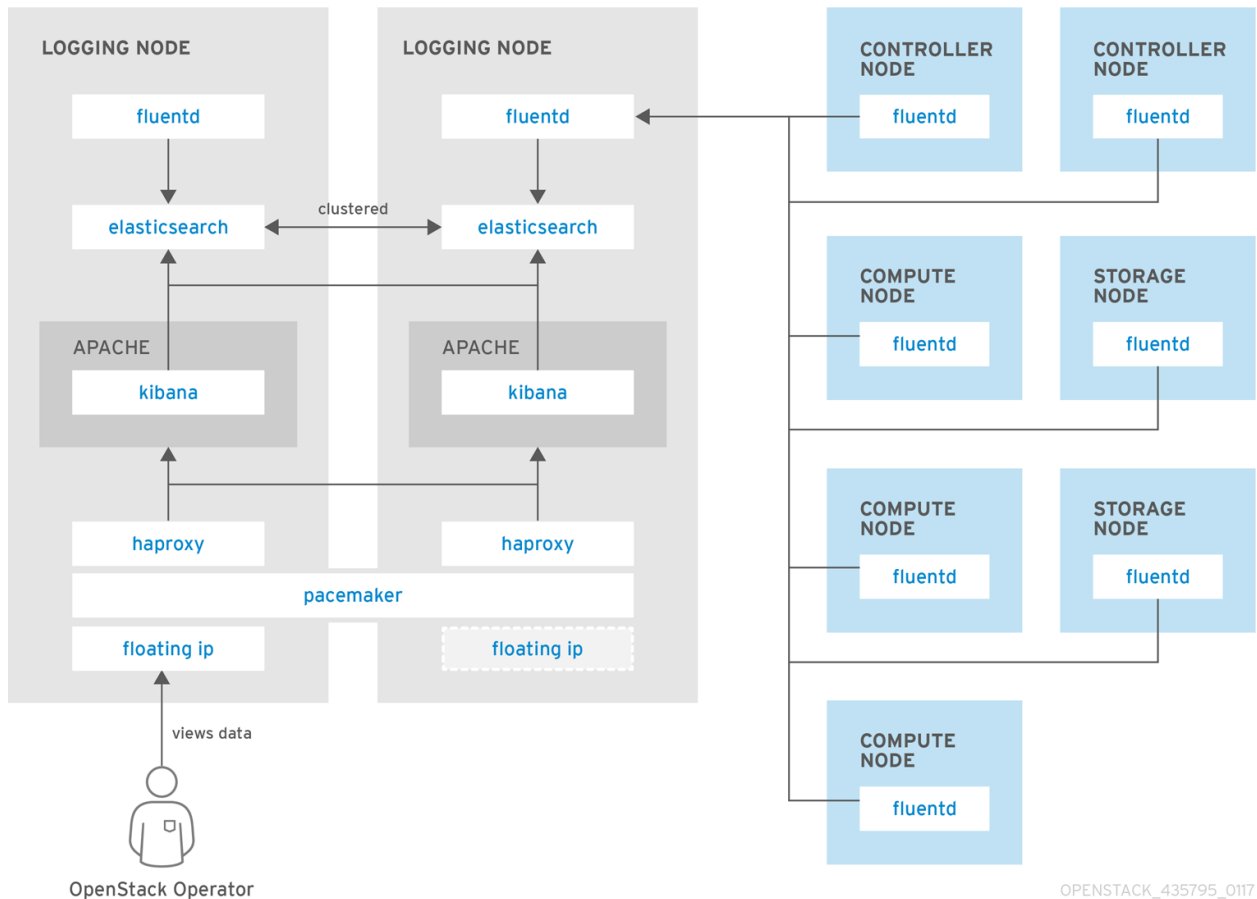 LOGGING NODE
fluentd
elasticsearch
APACHE
kibana
haproxy
clustered
LOGGING NODE
fluentd
elasticsearch
APACHE
kibana
haproxy
pacemaker
floating ip
floating ip
views data
OpenStack Operator
CONTROLLER
NODE
fluentd
CONTROLLER
NODE
fluentd
COMPUTE
NODE
fluentd
STORAGE
NODE
fluentd
COMPUTE
NODE
fluentd
STORAGE
NODE
fluentd
COMPUTE
NODE
fluentd
OPENSTACK_435795_0117